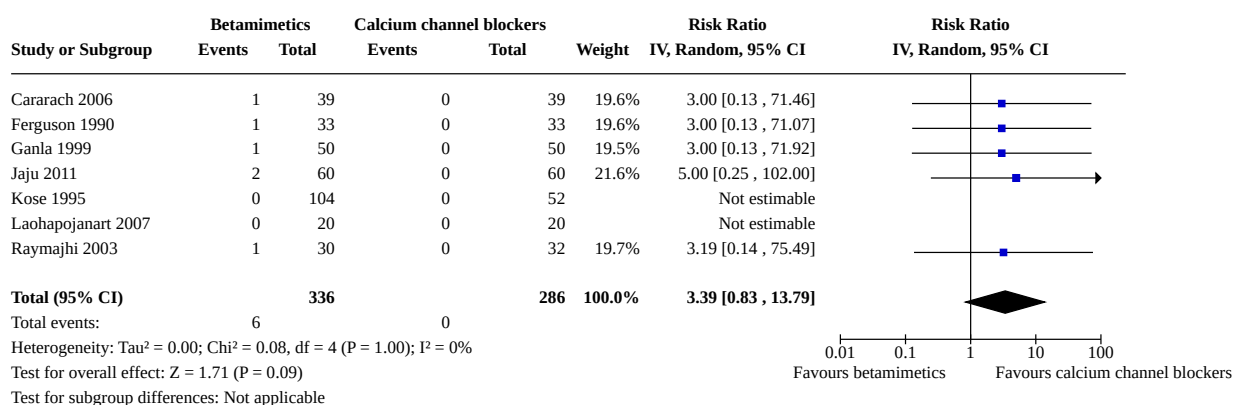 Betamimetics Calcium channel blockers Risk Ratio Risk Ratio
Study or Subgroup Events Total Events Total Weight IV, Random, 95% CI IV, Random, 95% CI
Cararach 2006 1 39 0 39 19.6% 3.00 [0.13 , 71.46]
Ferguson 1990 1 33 0 33 19.6% 3.00 [0.13 , 71.07]
Ganla 1999 1 50 0 50 19.5% 3.00 [0.13 , 71.92]
Jaju 2011 2 60 0 60 21.6% 5.00 [0.25 , 102.00]
Kose 1995 0 104 0 52 Not estimable
Laohapojanart 2007 0 20 0 20 Not estimable
Raymajhi 2003 1 30 0 32 19.7% 3.19 [0.14 , 75.49]
Total (95% CI) 336 286 100.0% 3.39 [0.83 , 13.79]
Total events: 6 0
Heterogeneity: Tau² = 0.00; Chi² = 0.08, df = 4 (P = 1.00); I² = 0%
0.01 0.1 1 10 100
Test for overall effect: Z = 1.71 (P = 0.09) Favours betamimetics Favours calcium channel blockers
Test for subgroup differences: Not applicable